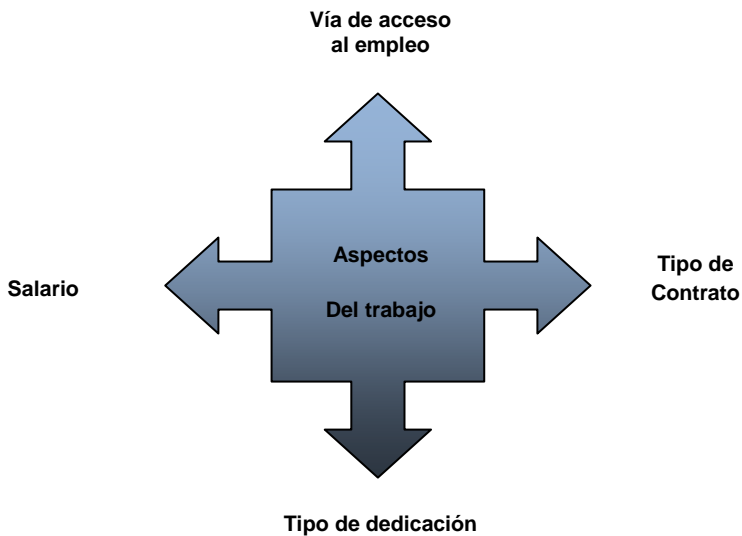 Vía de acceso
al empleo
Aspectos
Del trabajo
Salario
Tipo de
Contrato
Tipo de dedicación